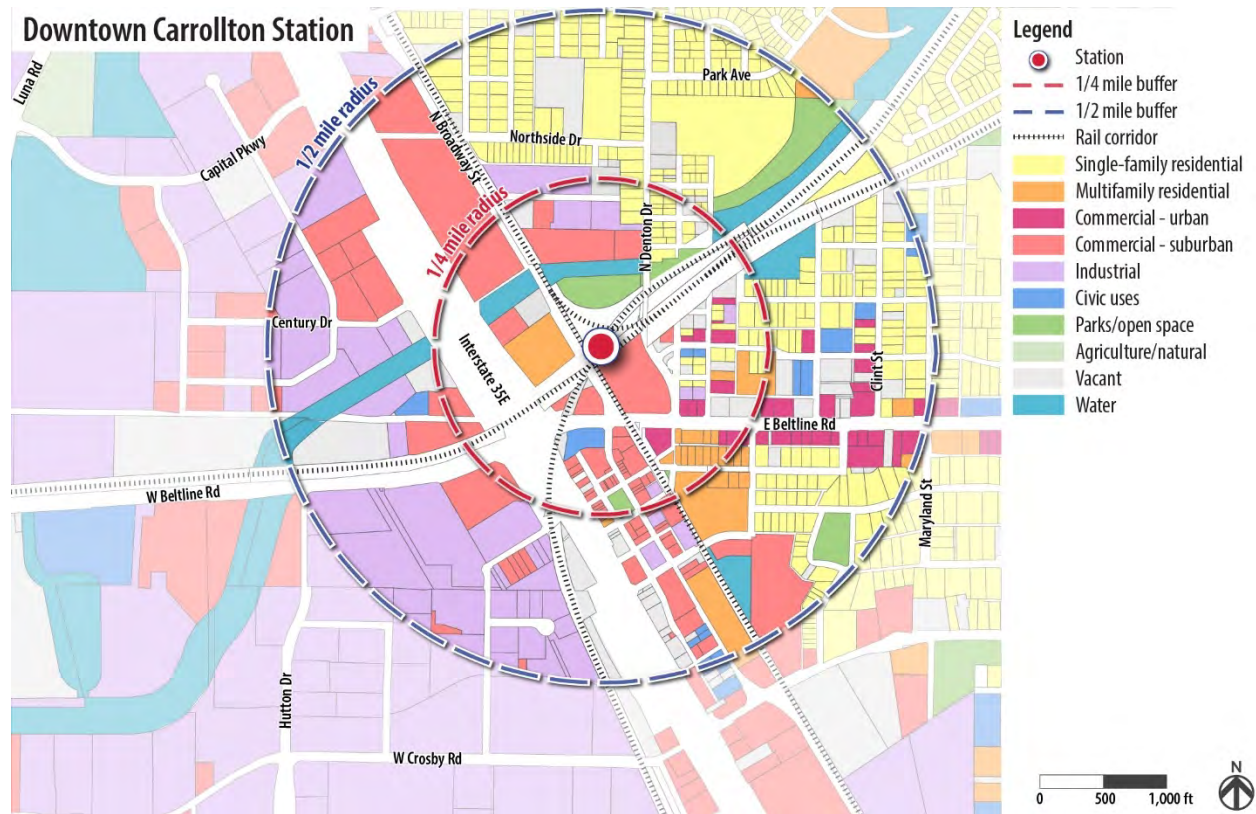 Downtown Carrollton Station
Legend
Station
1/4 mile buffer
1/2 mile buffer
Rail corridor
Single-family residential
Multifamily residential
Commercial - urban
Commercial - suburban
Industrial
Civic uses
Parks/open space
Agriculture/natural
Vacant
Water
Luna Rd
Park Ave
1/2 mile radius
N Broadway St
Northside Dr
Capital Pkwy
1/4 mile radius
N Denton Dr
Century Dr
Interstate 35E
Clint St
E Beltline Rd
W Beltline Rd
Maryland St
Hutton Dr
W Crosby Rd
N
0 500 1,000 ft